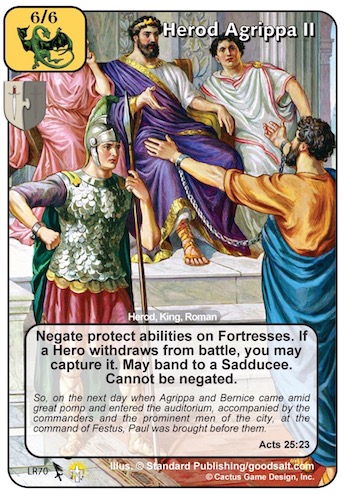 6/6
Herod Agrippa II
Herod, King, Roman
Negate protect abilities on Fortresses. If
a Hero withdraws from battle, you may
capture it. May band to a Sadducee.
Cannot be negated.
So, on the next day when Agrippa and Bernice came amid
great pomp and entered the auditorium, accompanied by the
commanders and the prominent men of the city, at
the command of Festus, Paul was brought before them.
Acts 25:23
LR70
Illus. © Standard Publishing/goodsalt.com
© Cactus Game Design, Inc.